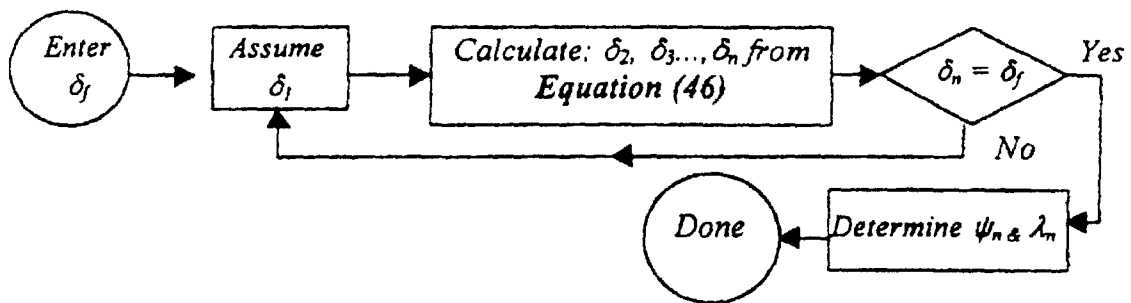 Enter
δf
Assume
δ1
Calculate: δ2, δ3..., δn from
Equation (46)
δn = δf
Yes
No
Determine ψn & λn
Done